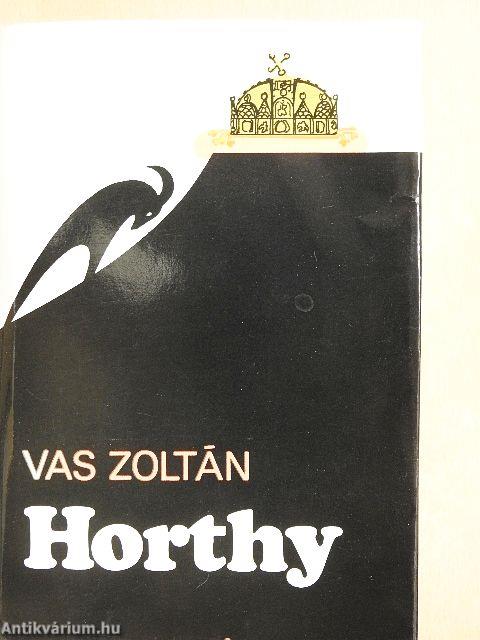 VAS ZOLTÁN
Horthy
Antikvárium.hu